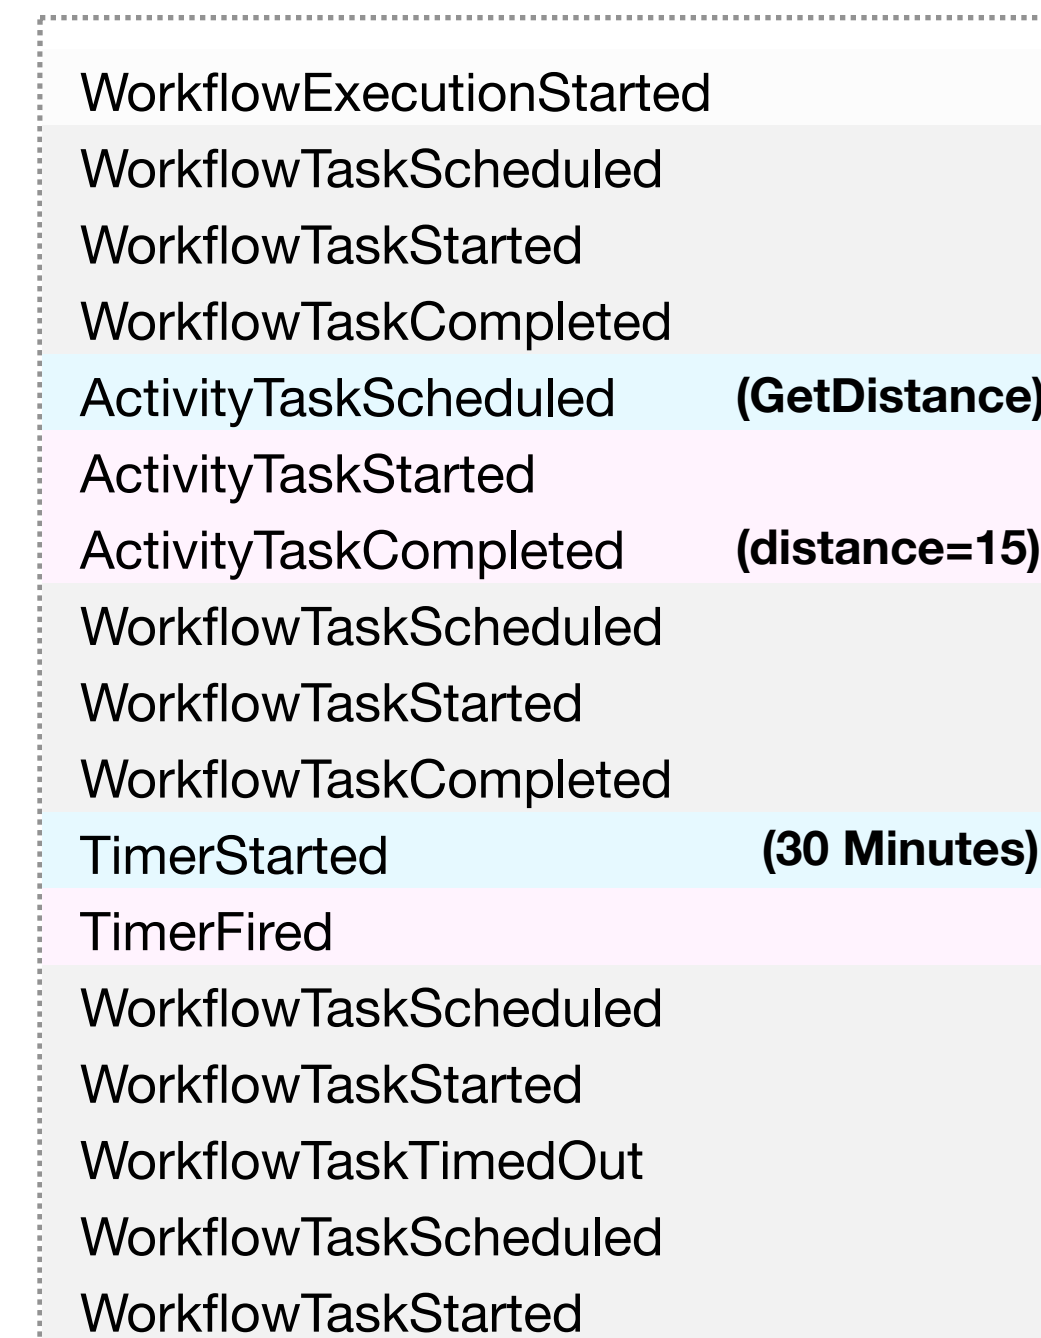 WorkflowExecutionStarted
WorkflowTaskScheduled
WorkflowTaskStarted
WorkflowTaskCompleted
ActivityTaskScheduled (GetDistance)
ActivityTaskStarted
ActivityTaskCompleted (distance=15)
WorkflowTaskScheduled
WorkflowTaskStarted
WorkflowTaskCompleted
TimerStarted (30 Minutes)
TimerFired
WorkflowTaskScheduled
WorkflowTaskStarted
WorkflowTaskTimedOut
WorkflowTaskScheduled
WorkflowTaskStarted